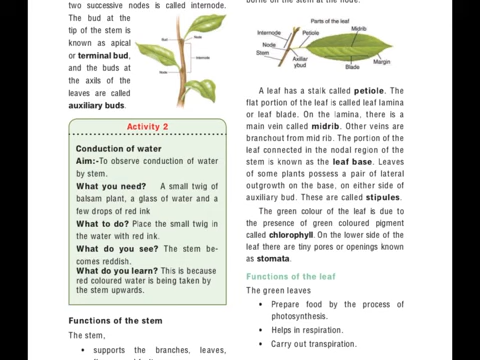 two successive nodes is called internode.
The bud at the
tip of the stem is
known as apical
or terminal bud,
and the buds at
the axils of the
leaves are called
auxiliary buds.
Bud
Node
Internode
Node
Activity 2
Conduction of water
Aim:-To observe conduction of water
by stem.
What you need? A small twig of
balsam plant, a glass of water and
a few drops of red ink
What to do? Place the small twig in
the water with red ink.
What do you see? The stem be-
comes reddish.
What do you learn? This is because
red coloured water is being taken by
the stem upwards.
Functions of the stem
The stem,
• supports the branches, leaves,
borne on the stem at the node.
Parts of the leaf
Internode
Petiole
Midrib
Node
Stem
Axillar
ybud
Blade
Margin
A leaf has a stalk called petiole. The
flat portion of the leaf is called leaf lamina
or leaf blade. On the lamina, there is a
main vein called midrib. Other veins are
branchout from mid rib. The portion of the
leaf connected in the nodal region of the
stem is known as the leaf base. Leaves
of some plants possess a pair of lateral
outgrowth on the base, on either side of
auxillary bud. These are called stipules.
The green colour of the leaf is due to
the presence of green coloured pigment
called chlorophyll. On the lower side of the
leaf there are tiny pores or openings known
as stomata.
Functions of the leaf
The green leaves
• Prepare food by the process of
photosynthesis.
• Helps in respiration.
• Carry out transpiration.